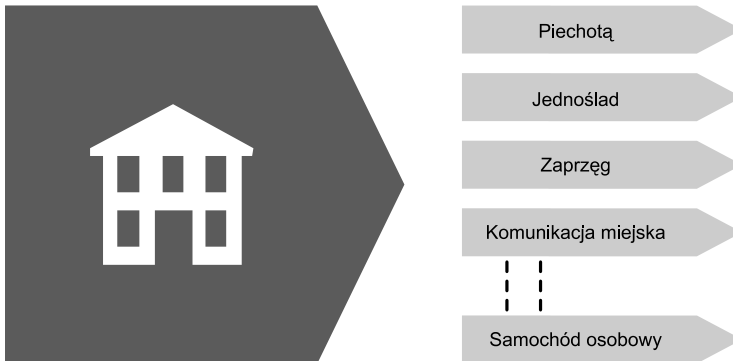 Piechotą
Jednoślad
Zaprzęg
Komunikacja miejska
Samochód osobowy